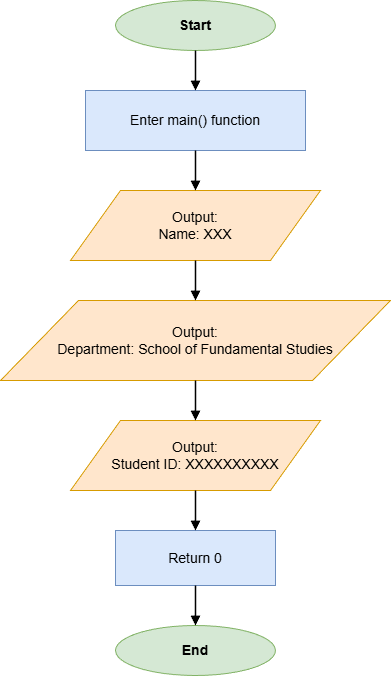 Start
Enter main() function
Output:
Name: XXX
Output:
Department: School of Fundamental Studies
Output:
Student ID: XXXXXXXXXX
Return 0
End